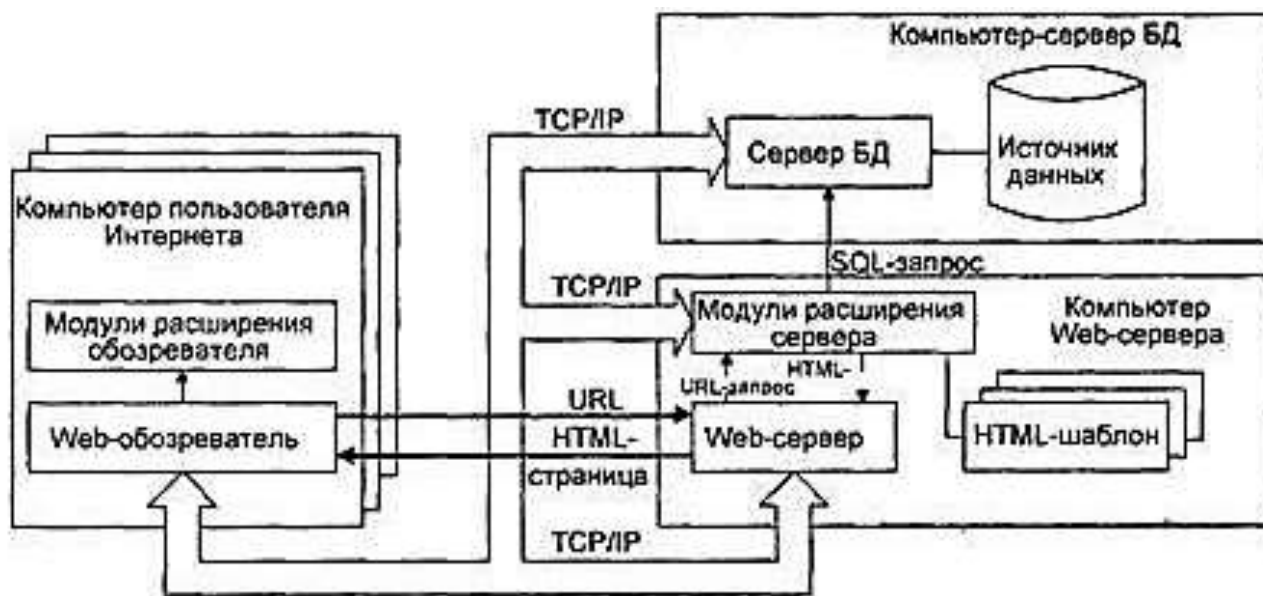 Компьютер-сервер БД
TCP/IP
Сервер БД
Источник
данных
Компьютер пользователя
Интернета
SQL-запрос
TCP/IP
Модули расширения
сервера
Компьютер
Web-сервера
Модули расширения
обозревателя
HTML-
URL-запрос
URL
Web-обозреватель
HTML-
страница
Web-сервер
HTML-шаблон
TCP/IP